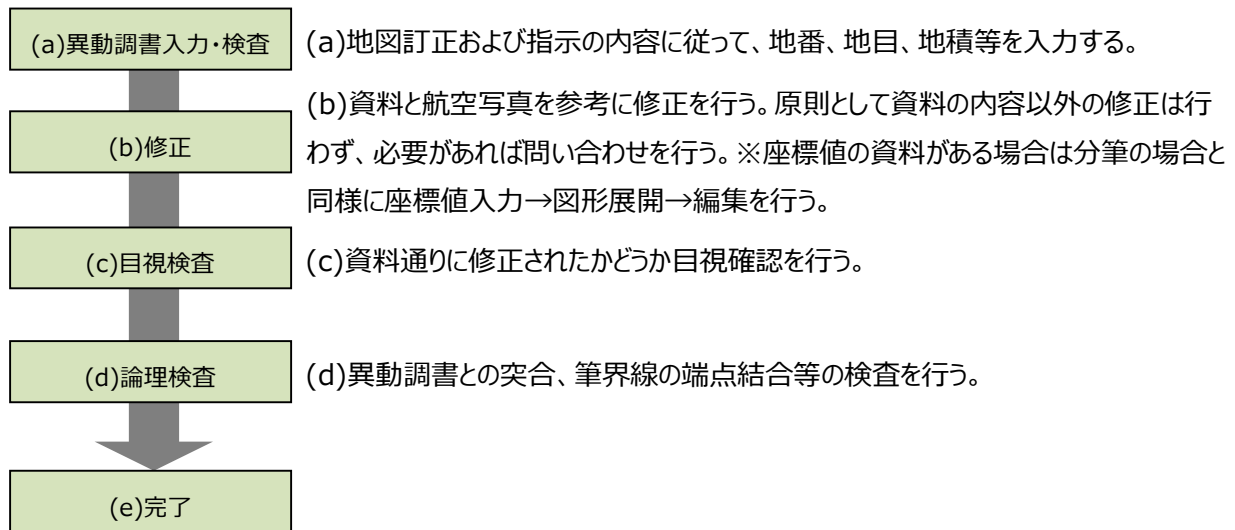 (a)異動調書入力・検査
(a)地図訂正および指示の内容に従って、地番、地目、地積等を入力する。
(b)修正
(b)資料と航空写真を参考に修正を行う。原則として資料の内容以外の修正は行
わず、必要があれば問い合わせを行う。※座標値の資料がある場合は分筆の場合と
同様に座標値入力→図形展開→編集を行う。
(c)目視検査
(c)資料通りに修正されたかどうか目視確認を行う。
(d)論理検査
(d)異動調書との突合、筆界線の端点結合等の検査を行う。
(e)完了